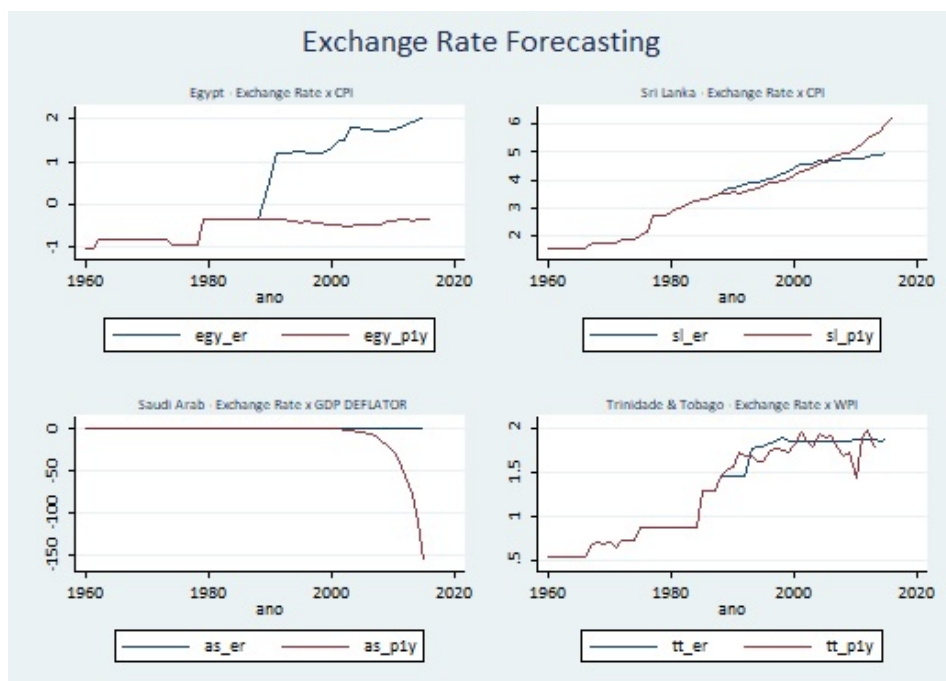 Exchange Rate Forecasting
Egypt - Exchange Rate x CPI
2
1
0
-1
1960 1980 2000 2020
ano
egy_er egy_p1y
Sri Lanka - Exchange Rate x CPI
6
5
4
3
2
1960 1980 2000 2020
ano
sl_er sl_p1y
Saudi Arab - Exchange Rate x GDP DEFLATOR
0
-50
-100
-150
1960 1980 2000 2020
ano
as_er as_p1y
Trinidade & Tobago - Exchange Rate x WPI
2
1.5
1
.5
1960 1980 2000 2020
ano
tt_er tt_p1y